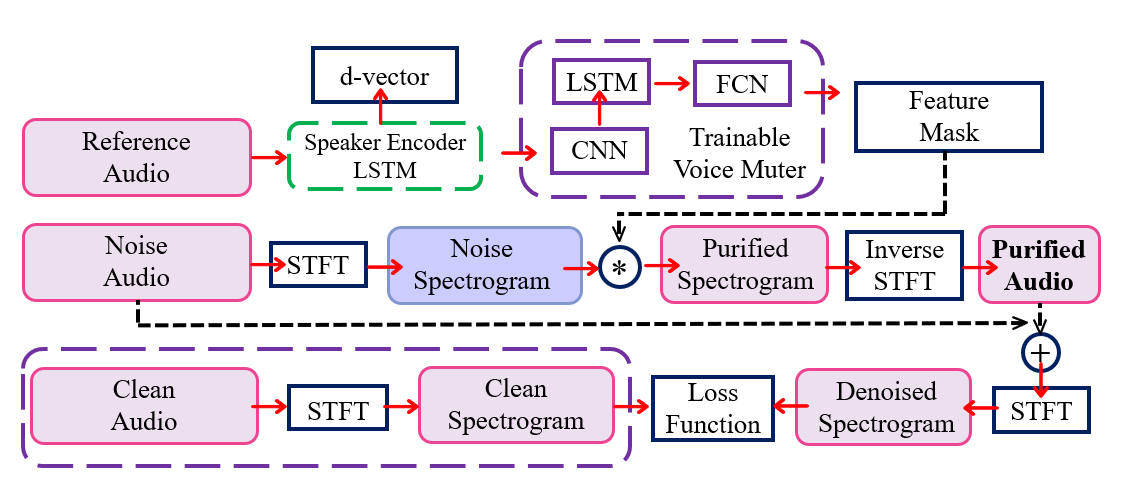 d-vector
LSTM
FCN
CNN
Trainable
Voice Muter
Feature
Mask
Reference
Audio
Speaker Encoder
LSTM
Noise
Audio
STFT
Noise
Spectrogram
*
Purified
Spectrogram
Inverse
STFT
Purified
Audio
+
Clean
Audio
STFT
Clean
Spectrogram
Loss
Function
Denoised
Spectrogram
STFT